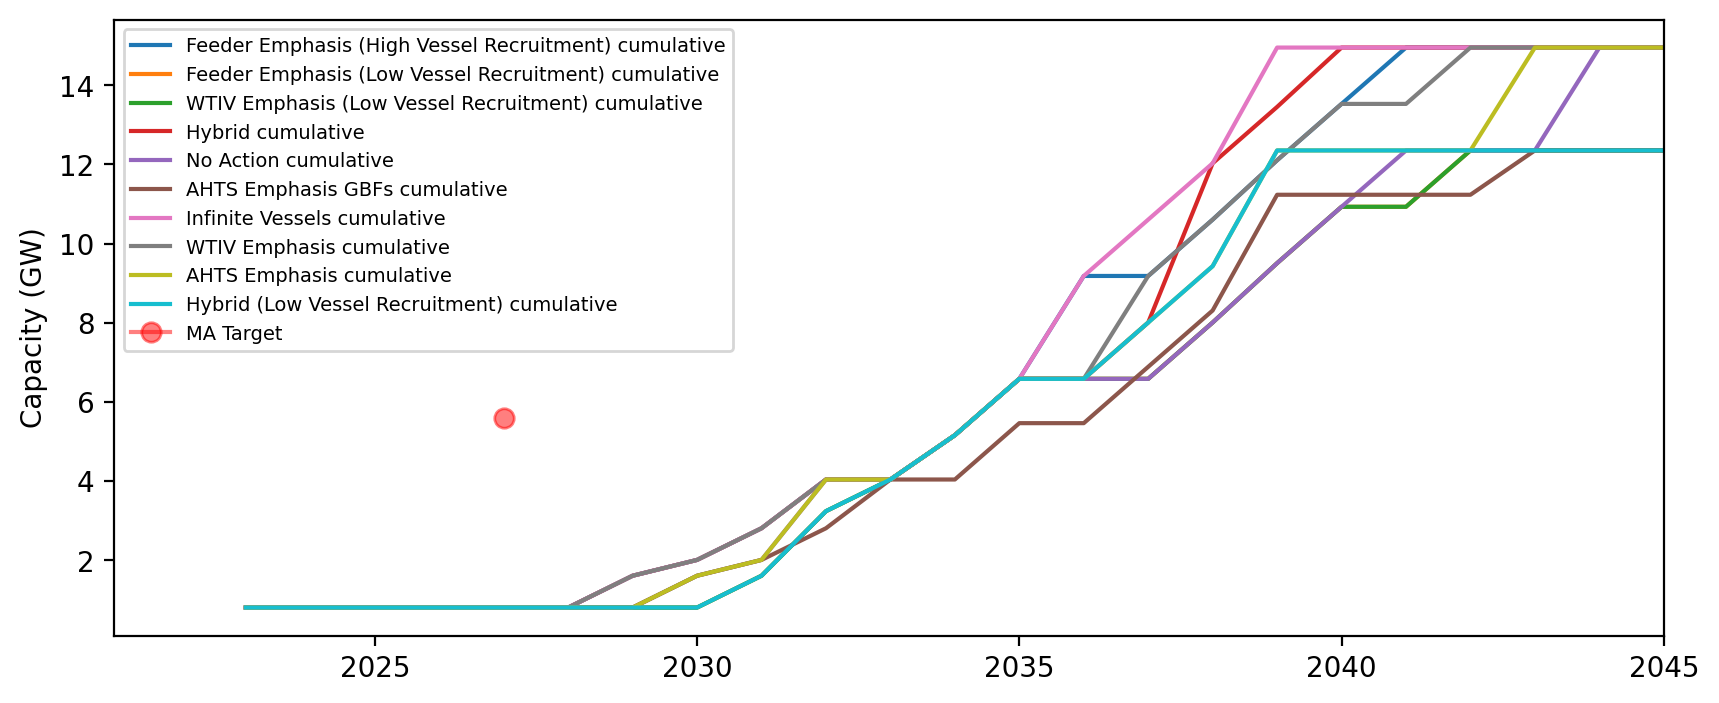 Feeder Emphasis (High Vessel Recruitment) cumulative
Feeder Emphasis (Low Vessel Recruitment) cumulative
WTIV Emphasis (Low Vessel Recruitment) cumulative
Hybrid cumulative
No Action cumulative
AHTS Emphasis GBFs cumulative
Infinite Vessels cumulative
WTIV Emphasis cumulative
AHTS Emphasis cumulative
Hybrid (Low Vessel Recruitment) cumulative
MA Target
Capacity (GW)
14
12
10
8
6
4
2
2025 2030 2035 2040 2045